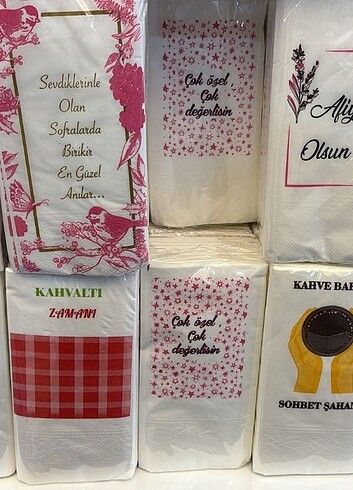 Sevdiklerinle
Olan
Sofralarda
Birikir
En Güzel
Anılar...
Çok özel ,
Çok
değerlisin
Olsun
KAHVALTI
ZAMANI
Çok özel ,
Çok
değerlisin
KAHVE
SOHBET